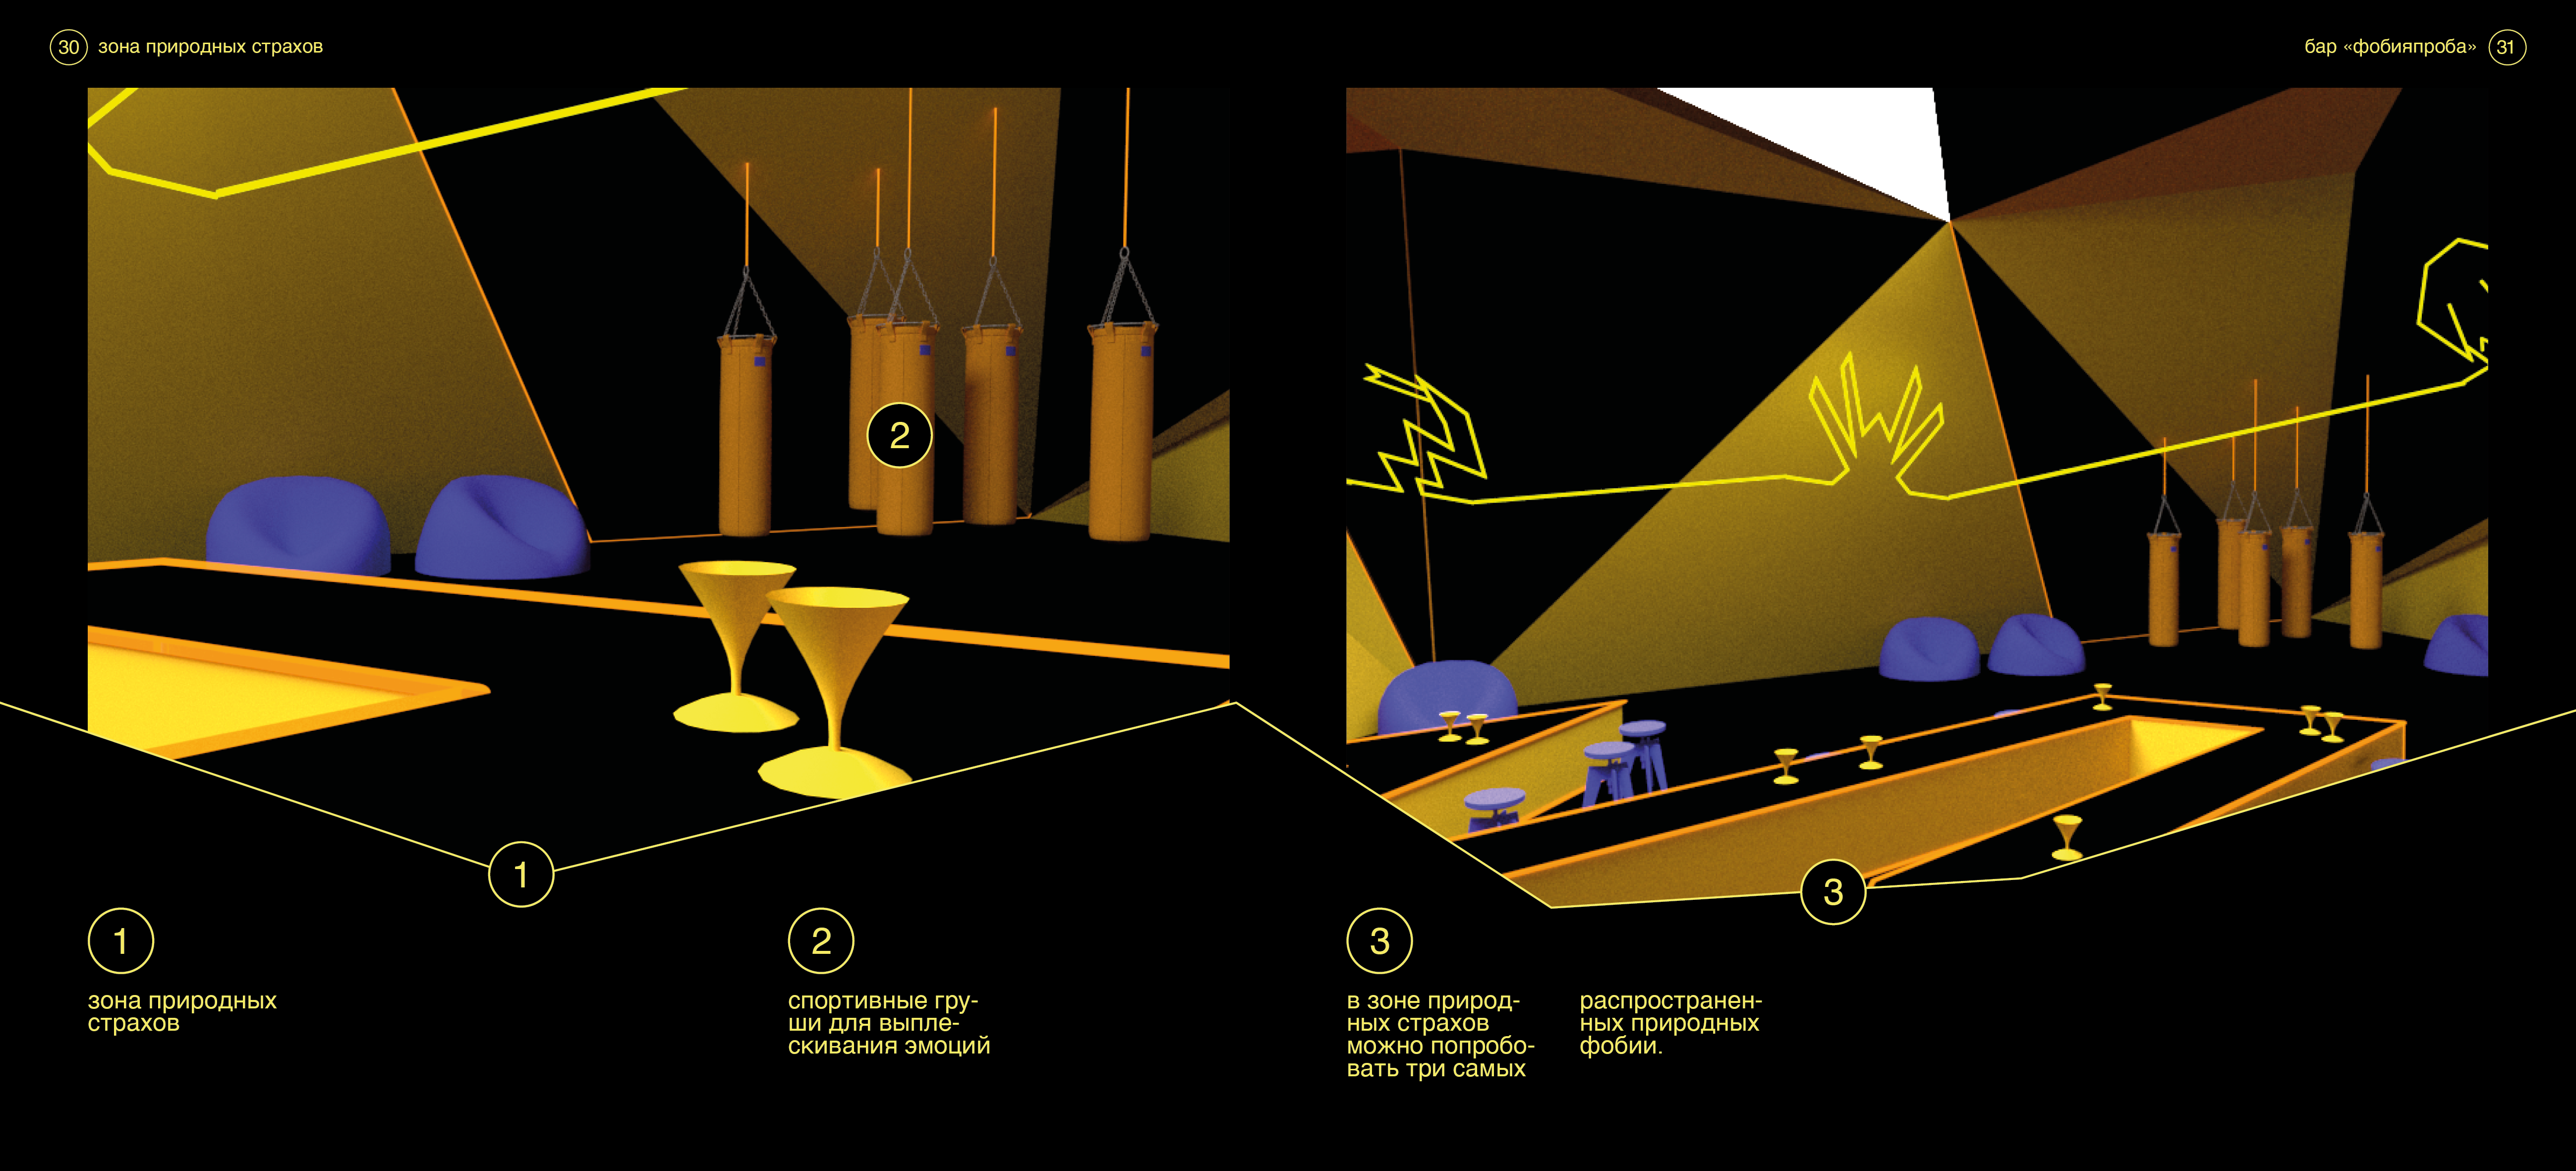 30 зона природных страхов
бар «фобияпроба» 31
2
1
3
1
зона природных
страхов
2
спортивные гру-
ши для выпле-
скивания эмоций
3
в зоне природ-
ных страхов
можно попробо-
вать три самых
распространен-
ных природных
фобии.